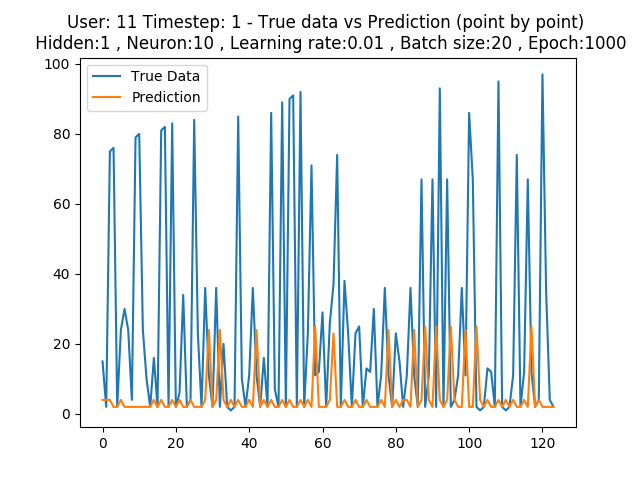 User: 11 Timestep: 1 - True data vs Prediction (point by point)
Hidden:1 , Neuron:10 , Learning rate:0.01 , Batch size:20 , Epoch:1000
True Data
Prediction
100
80
60
40
20
0
0 20 40 60 80 100 120